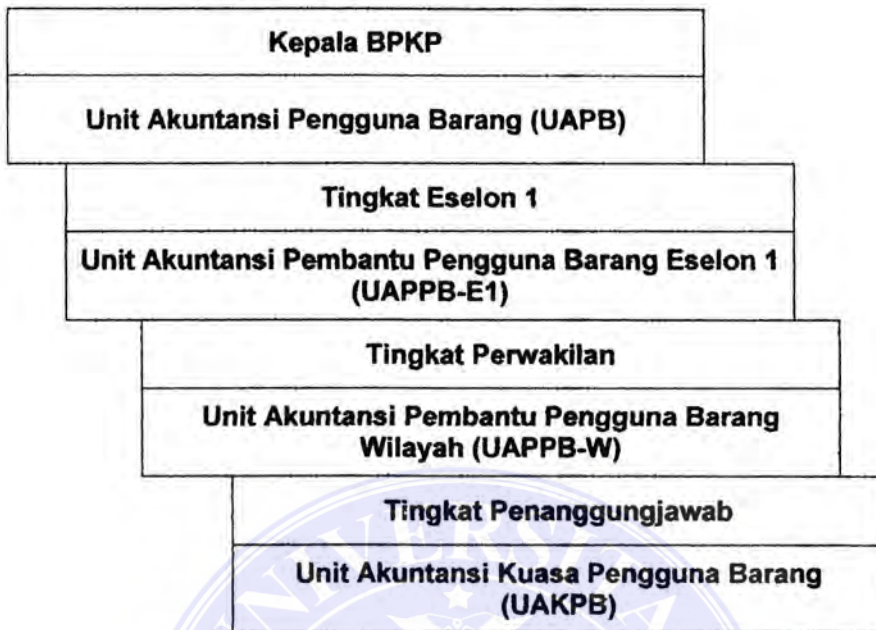 Kepala BPKP
Unit Akuntansi Pengguna Barang (UAPB)
Tingkat Eselon 1
Unit Akuntansi Pembantu Pengguna Barang Eselon 1
(UAPPB-E1)
Tingkat Perwakilan
Unit Akuntansi Pembantu Pengguna Barang
Wilayah (UAPPB-W)
Tingkat Penanggungjawab
Unit Akuntansi Kuasa Pengguna Barang
(UAKPB)